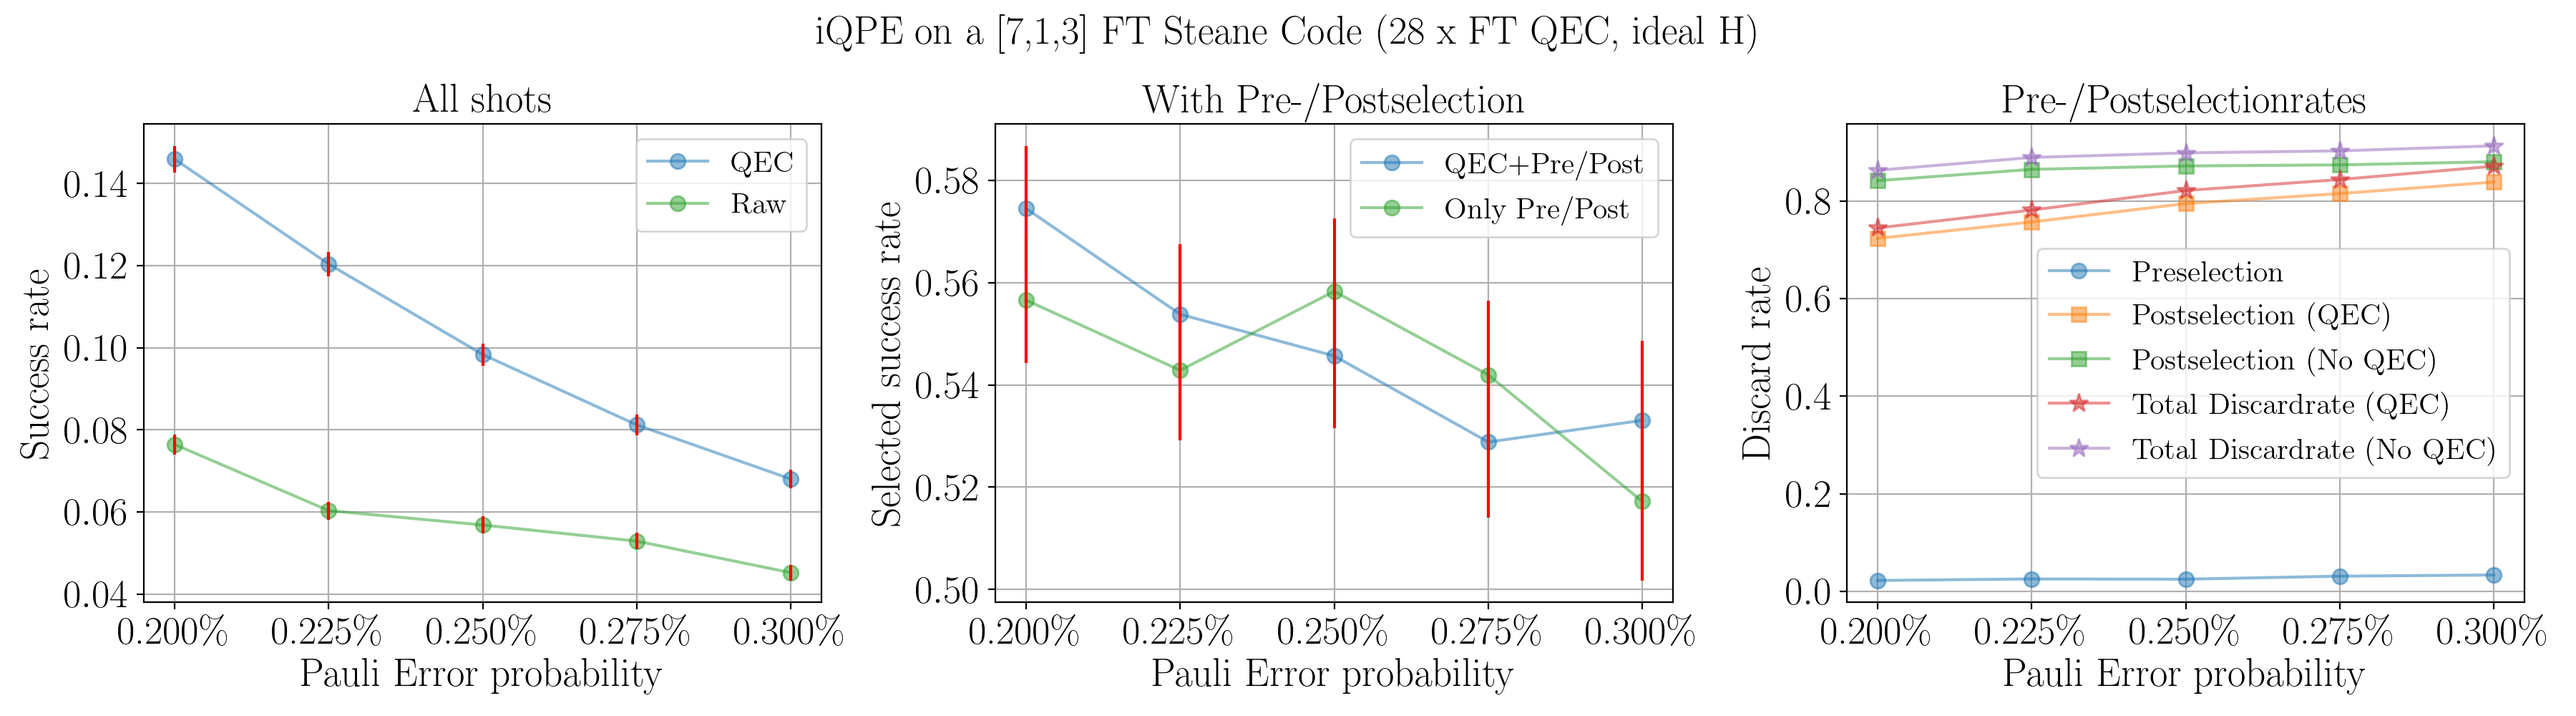 iQPE on a [7,1,3] FT Steane Code (28 x FT QEC, ideal H)
All shots
Success rate
0.14
0.12
0.10
0.08
0.06
0.04
QEC
Raw
0.200% 0.225% 0.250% 0.275% 0.300%
Pauli Error probability
With Pre-/Postselection
Selected success rate
0.58
0.56
0.54
0.52
0.50
QEC+Pre/Post
Only Pre/Post
0.200% 0.225% 0.250% 0.275% 0.300%
Pauli Error probability
Pre-/Postselectionrates
Discard rate
0.8
0.6
0.4
0.2
0.0
Preselection
Postselection (QEC)
Postselection (No QEC)
Total Discardrate (QEC)
Total Discardrate (No QEC)
0.200% 0.225% 0.250% 0.275% 0.300%
Pauli Error probability